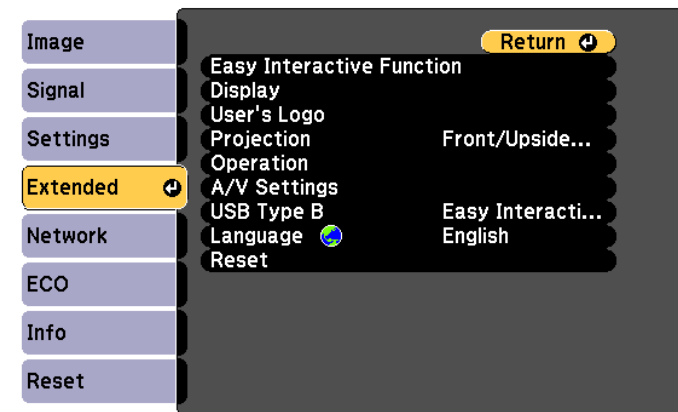 Image
Signal
Settings
Extended
Network
ECO
Info
Reset
Return
Easy Interactive Function
Display
User's Logo
Projection Front/Upside...
Operation
A/V Settings
USB Type B Easy Interacti...
Language English
Reset